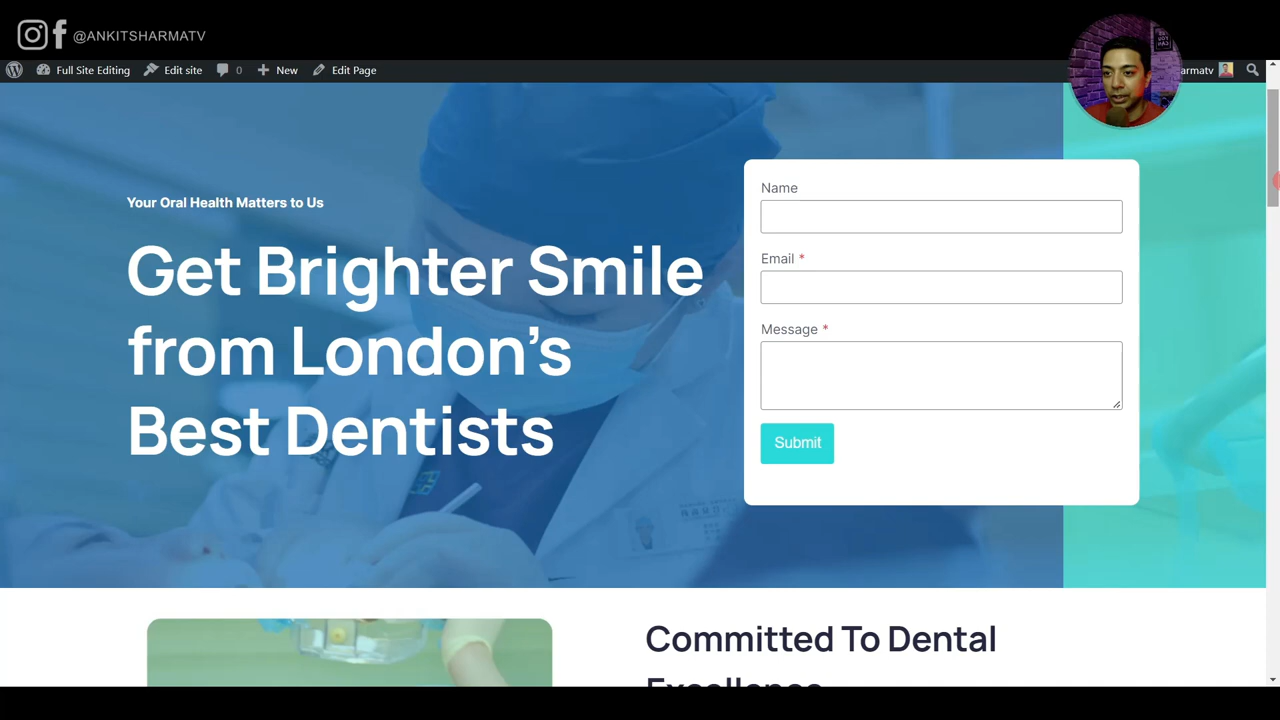 @ANKITSHARMATV
Full Site Editing
Edit site
0
New
Edit Page
armatv
Your Oral Health Matters to Us
Get Brighter Smile
from London’s
Best Dentists
Name
Email *
Message *
Submit
Committed To Dental
Excellence